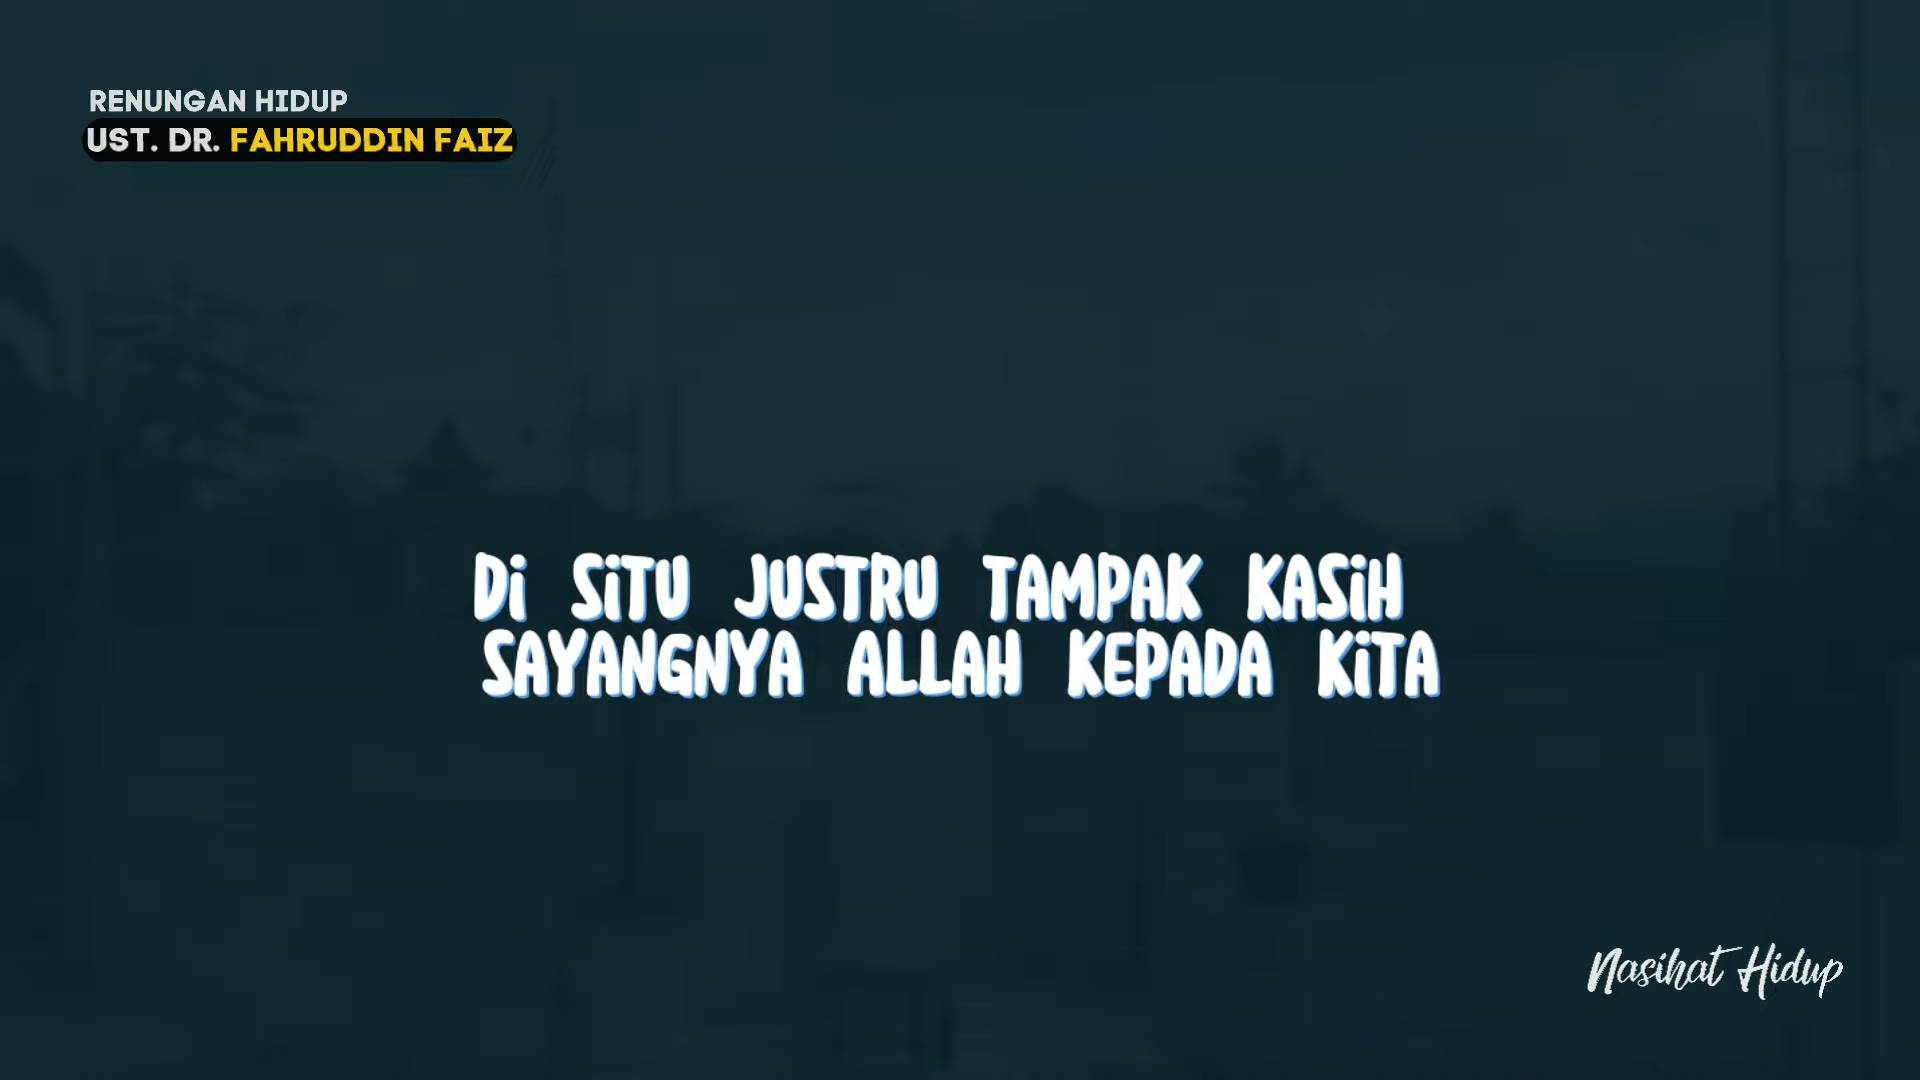 RENUNGAN HIDUP
UST. DR. FAHRUDDIN FAIZ
Di SiTU JUSTRU TAMPAK KASiH
SAYANGNYA ALLAH KEPADA KiTA
Nasihat Hidup